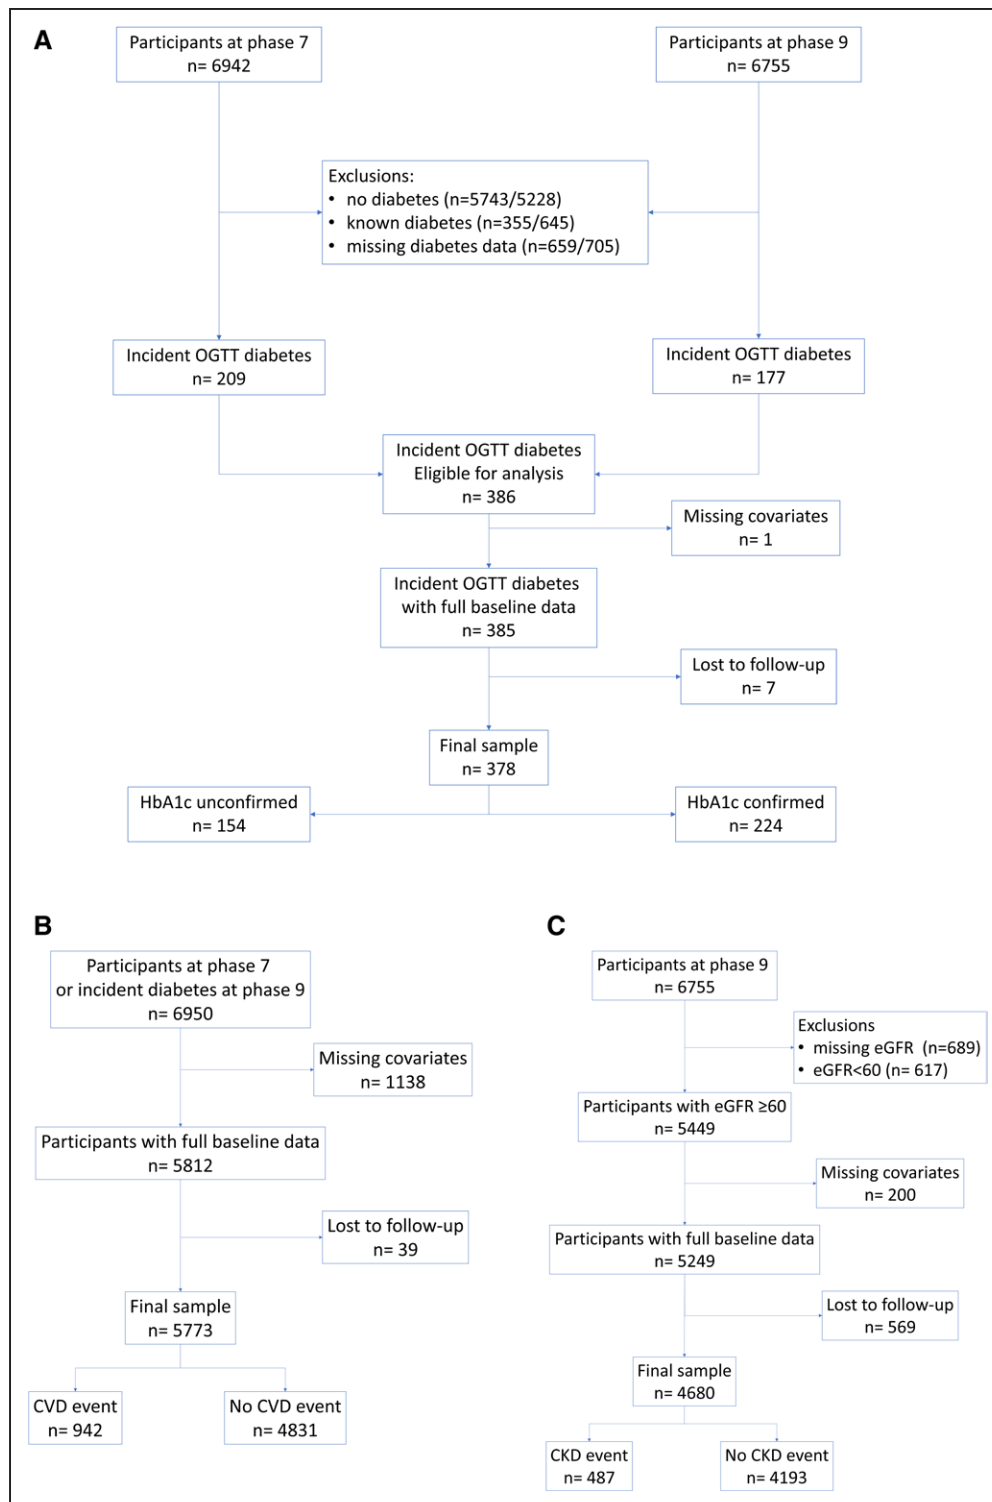 A
Participants at phase 7
n= 6942
Participants at phase 9
n= 6755
Exclusions:
• no diabetes (n=5743/5228)
• known diabetes (n=355/645)
• missing diabetes data (n=659/705)
Incident OGTT diabetes
n= 209
Incident OGTT diabetes
n= 177
Incident OGTT diabetes
Eligible for analysis
n= 386
Missing covariates
n= 1
Incident OGTT diabetes
with full baseline data
n= 385
Lost to follow-up
n= 7
Final sample
n= 378
HbA1c unconfirmed
n= 154
HbA1c confirmed
n= 224
B
Participants at phase 7
or incident diabetes at phase 9
n= 6950
Missing covariates
n= 1138
Participants with full baseline data
n= 5812
Lost to follow-up
n= 39
Final sample
n= 5773
CVD event
n= 942
No CVD event
n= 4831
C
Participants at phase 9
n= 6755
Exclusions
• missing eGFR (n=689)
• eGFR<60 (n= 617)
Participants with eGFR ≥60
n= 5449
Missing covariates
n= 200
Participants with full baseline data
n= 5249
Lost to follow-up
n= 569
Final sample
n= 4680
CKD event
n= 487
No CKD event
n= 4193